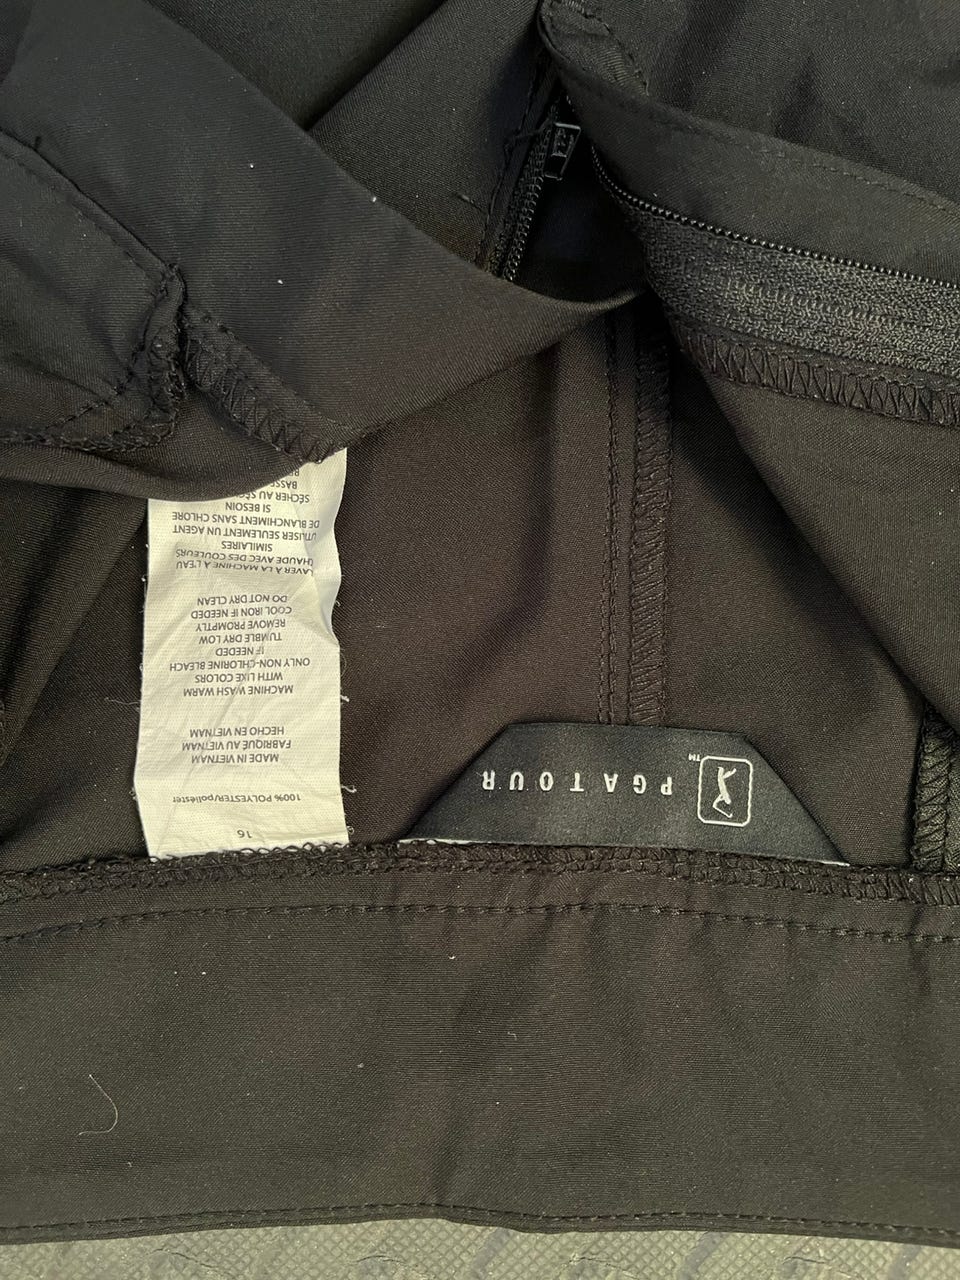 PGA TOUR
TM
16
100% POLYESTER/poliéster
MADE IN VIETNAM
FABRIQUÉ AU VIETNAM
HECHO EN VIETNAM
MACHINE WASH WARM
WITH LIKE COLORS
ONLY NON-CHLORINE BLEACH
IF NEEDED
TUMBLE DRY LOW
REMOVE PROMPTLY
COOL IRON IF NEEDED
DO NOT DRY CLEAN
LAVER À LA MACHINE À L'EAU
CHAUDE AVEC DES COULEURS
SIMILAIRES
UTILISER SEULEMENT UN AGENT
DE BLANCHIMENT SANS CHLORE
SI BESOIN
SÉCHER AU